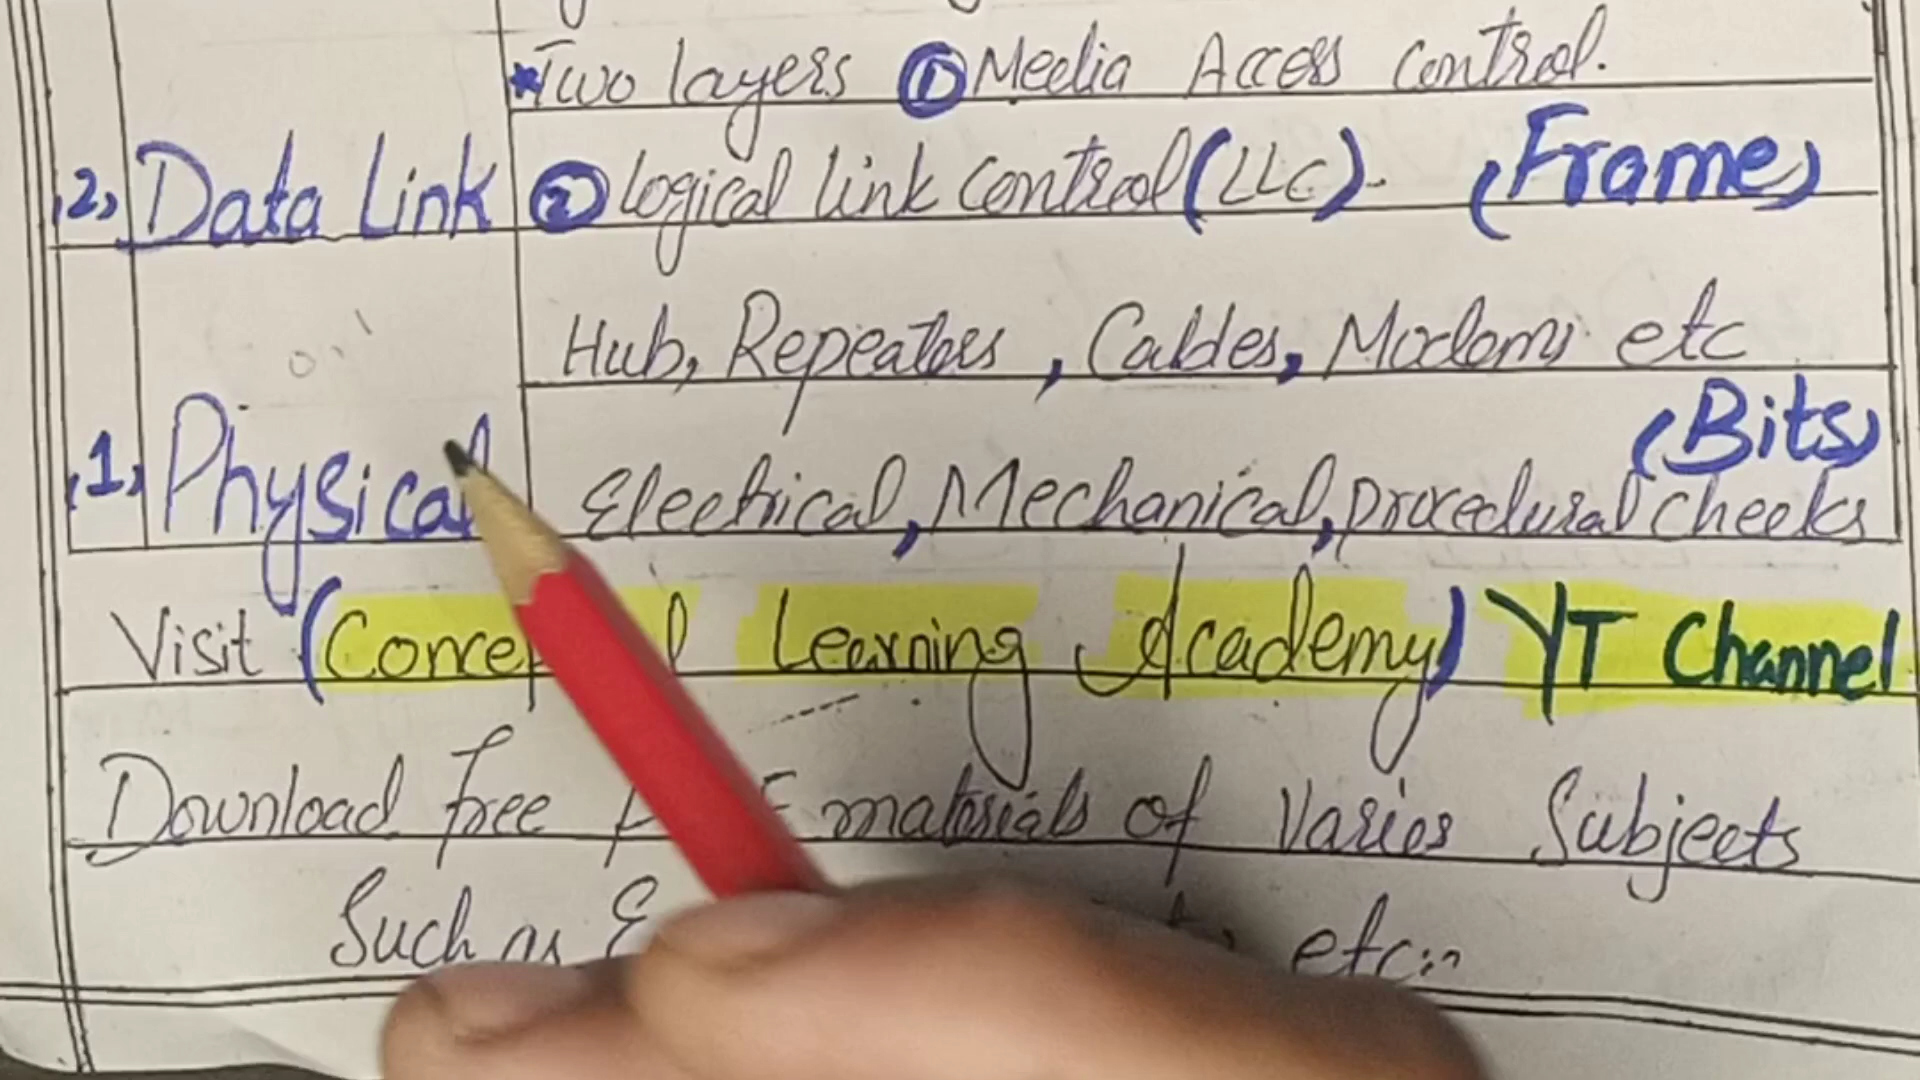 *Two layers ① Media Access Control.
2, Data Link ② Logical link control (LLC). (Frame)
Hub, Repeaters, Cables, Modems etc
(Bits)
1, Physical Electrical, Mechanical, procedural checks
Visit (Learning Academy) YT Channel
Download free materials of Varios Subjects
Such as etc..